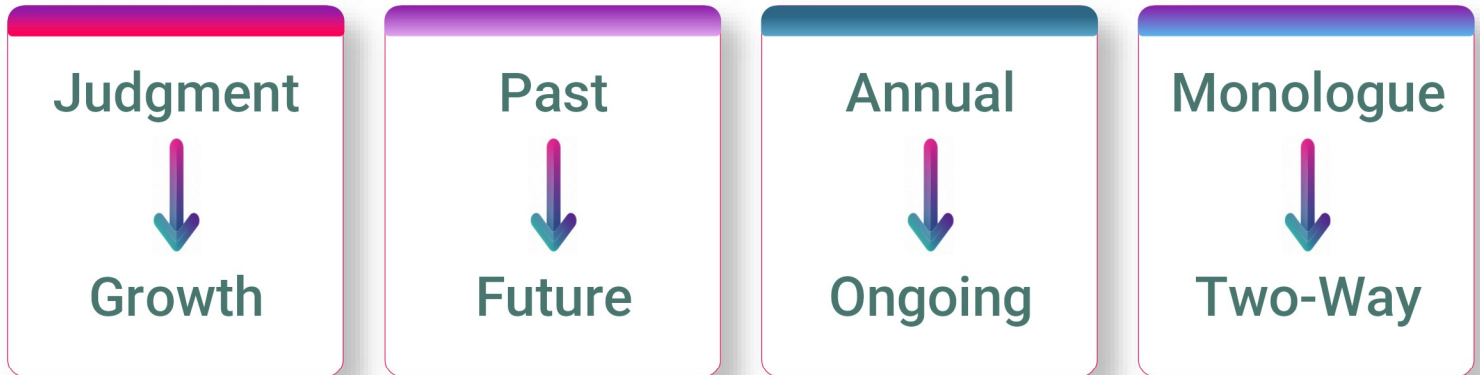 Judgment
Growth
Past
Future
Annual
Ongoing
Monologue
Two-Way